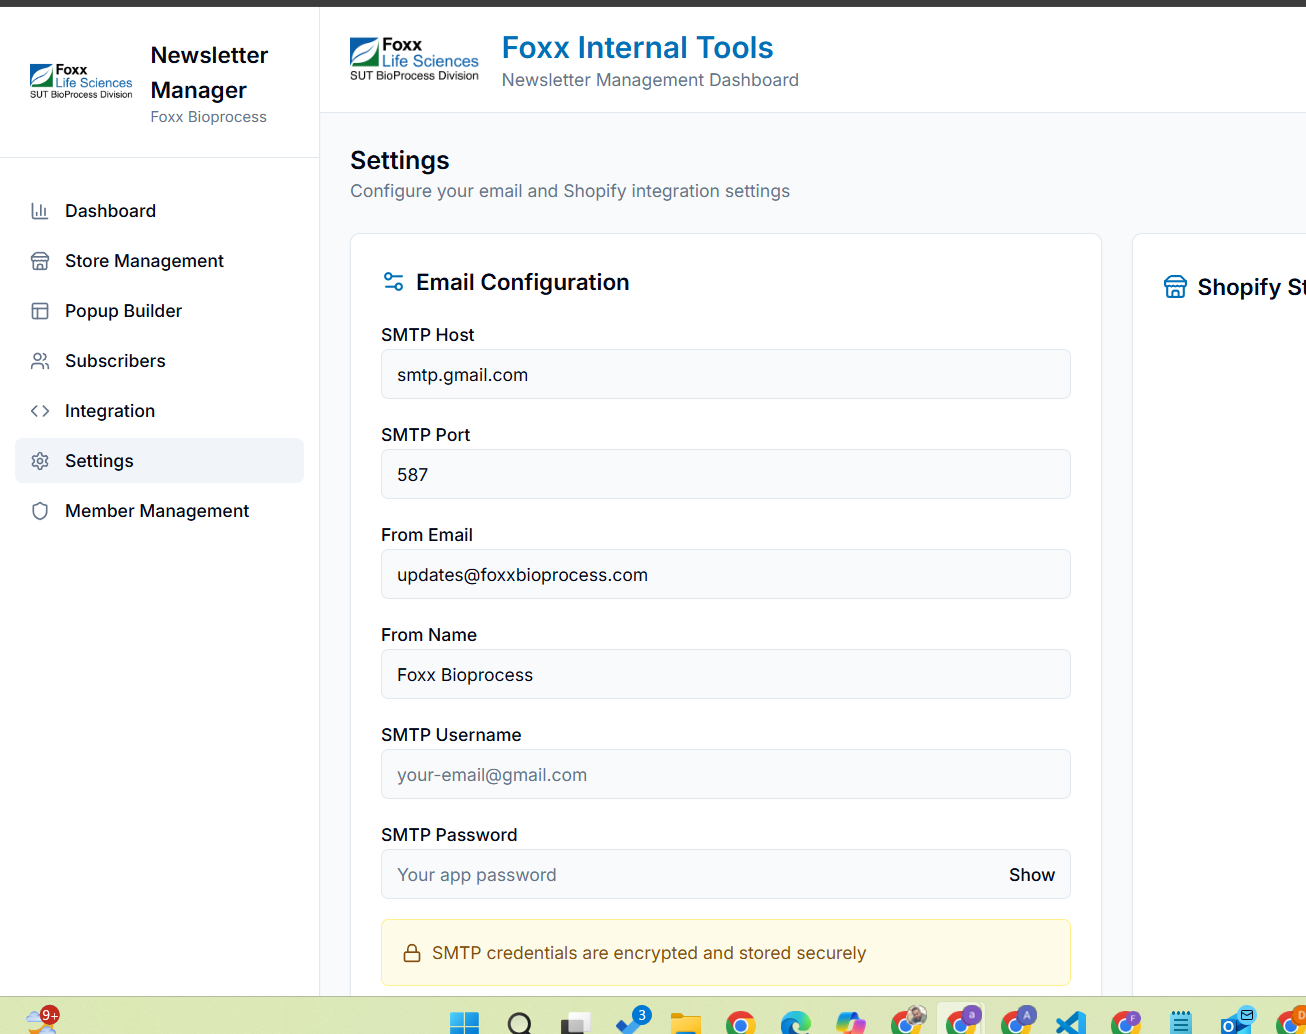 Foxx
Life Sciences
SUT BioProcess Division
Newsletter
Manager
Foxx Bioprocess
Dashboard
Store Management
Popup Builder
Subscribers
Integration
Settings
Member Management
Foxx
Life Sciences
SUT BioProcess Division
Foxx Internal Tools
Newsletter Management Dashboard
Settings
Configure your email and Shopify integration settings
Email Configuration
SMTP Host
smtp.gmail.com
SMTP Port
587
From Email
updates@foxxbioprocess.com
From Name
Foxx Bioprocess
SMTP Username
your-email@gmail.com
SMTP Password
Your app password
Show
SMTP credentials are encrypted and stored securely
Shopify St
9+
3
a
A
F
D